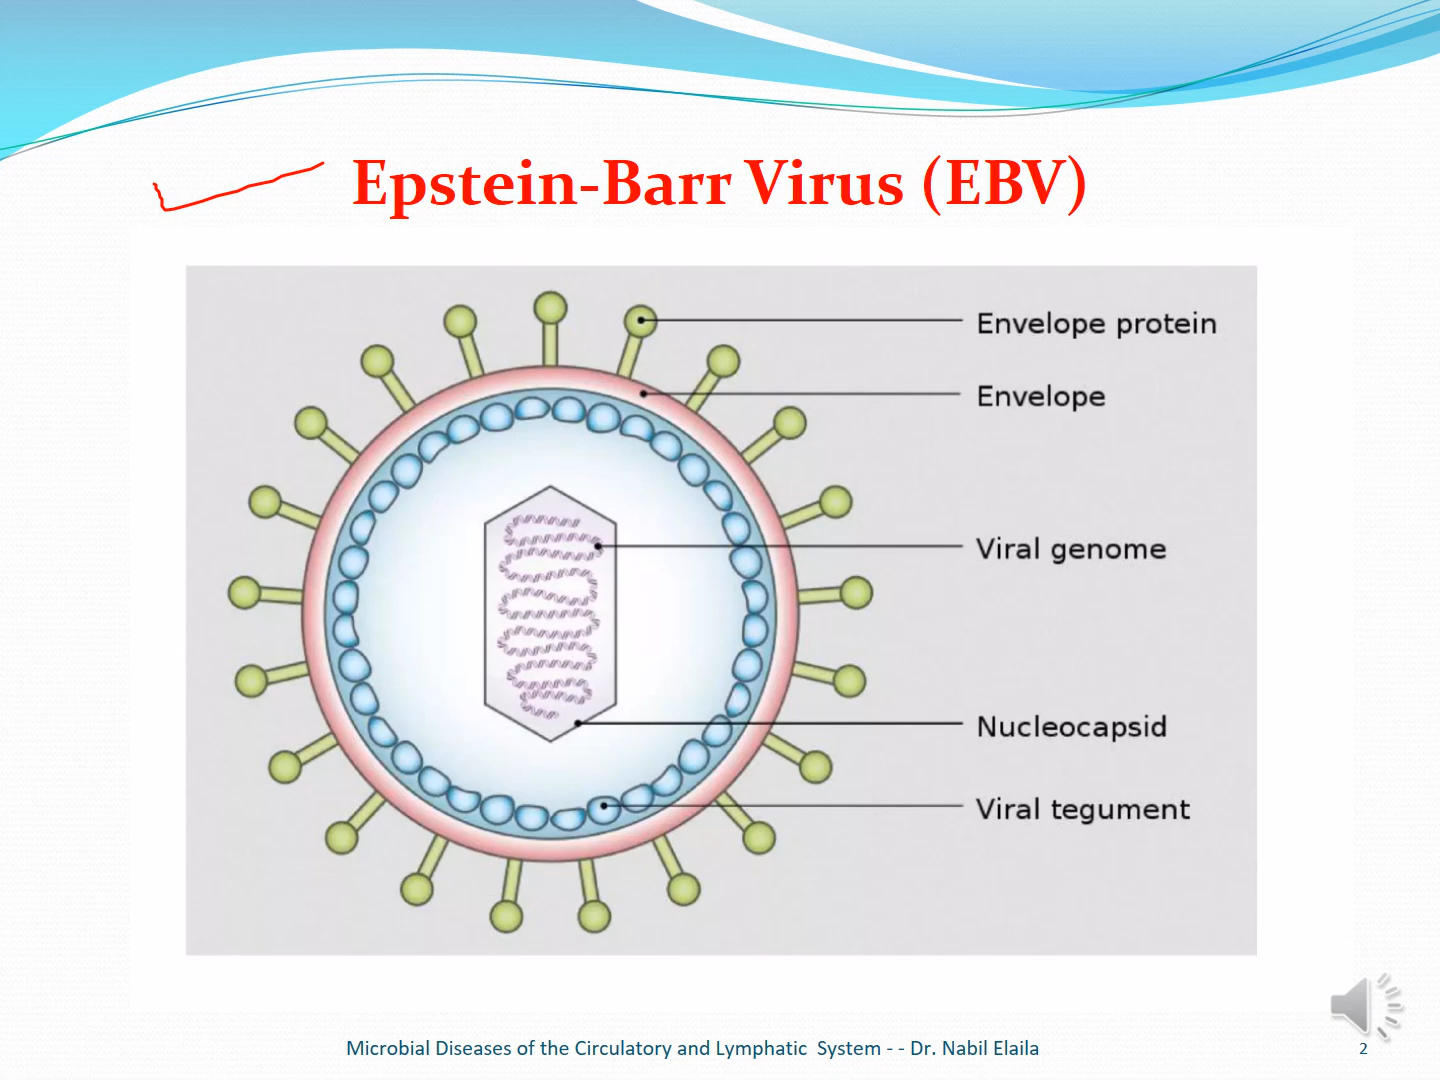 Epstein-Barr Virus (EBV)
Envelope protein
Envelope
Viral genome
Nucleocapsid
Viral tegument
Microbial Diseases of the Circulatory and Lymphatic System - - Dr. Nabil Elaila
2